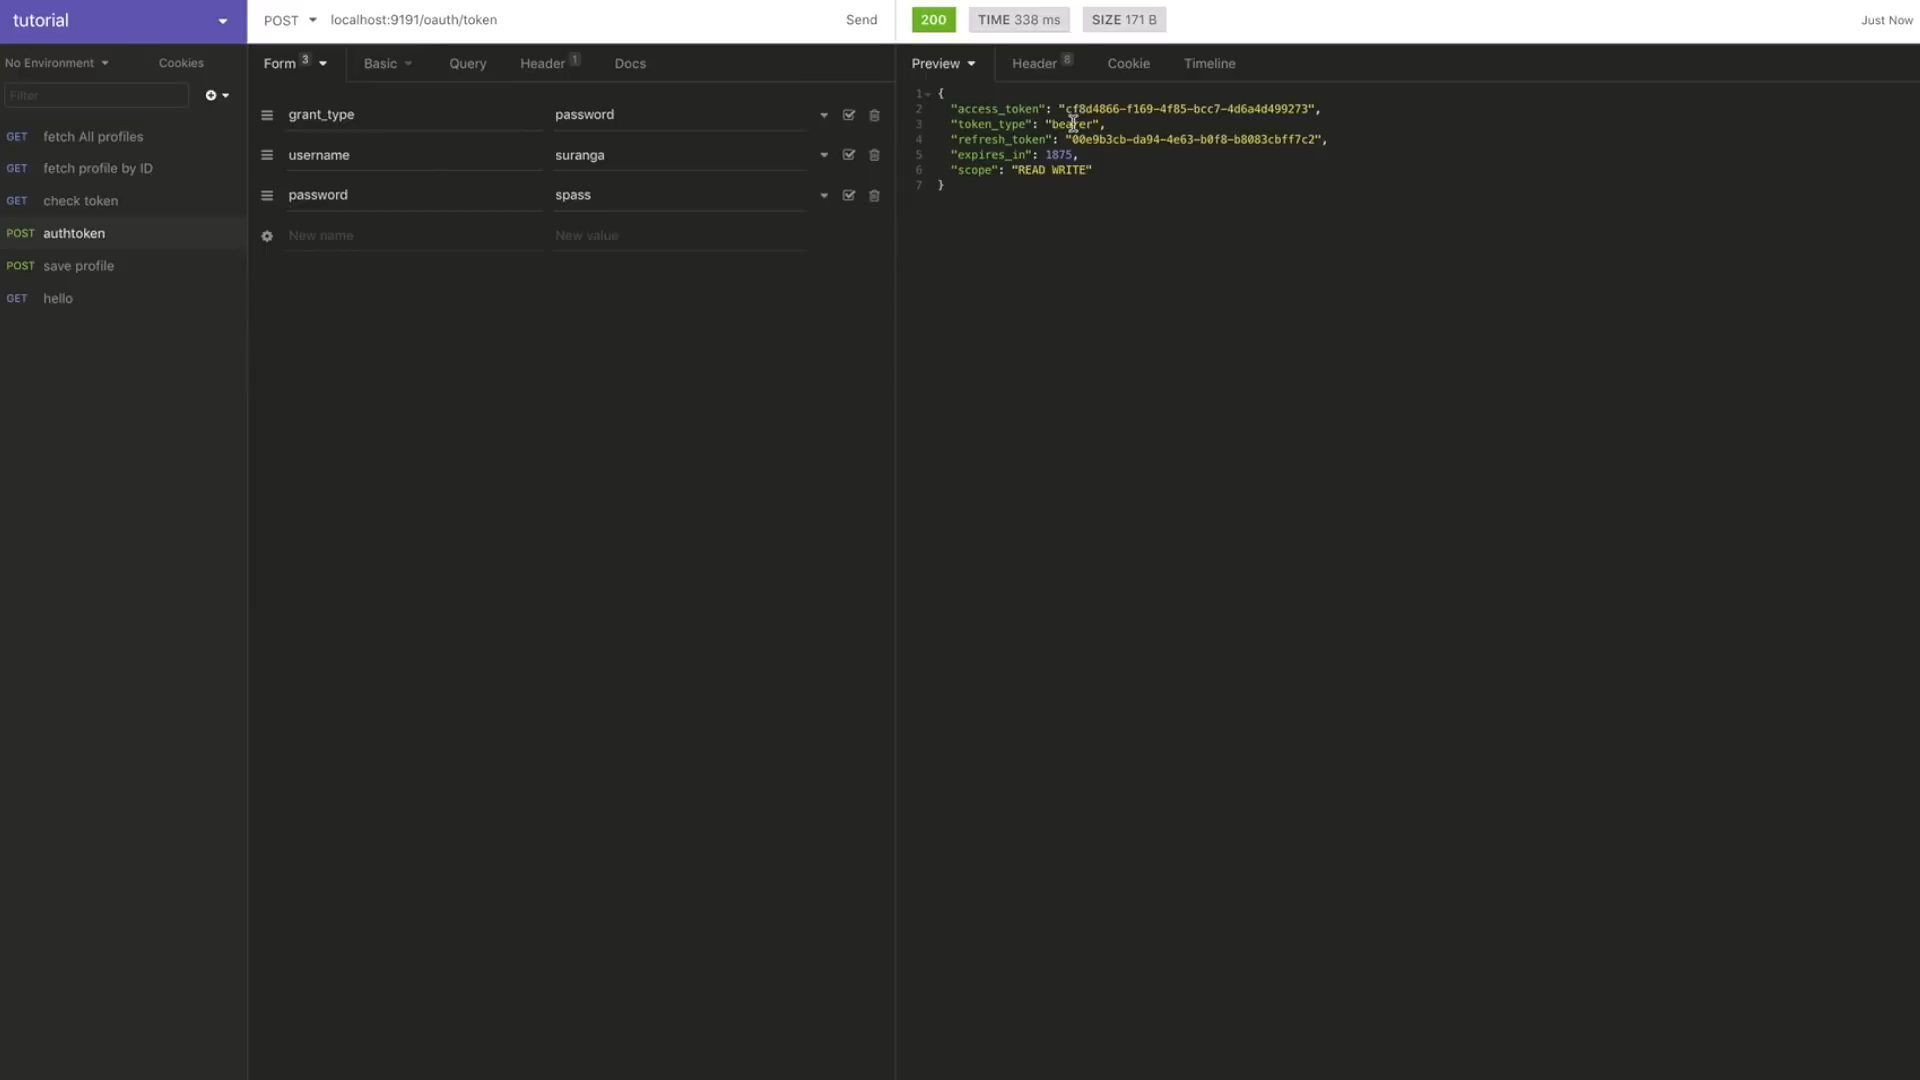 tutorial
POST localhost:9191/oauth/token Send
200 TIME 338 ms SIZE 171 B Just Now
No Environment Cookies
Filter
GET fetch All profiles
GET fetch profile by ID
GET check token
POST authtoken
POST save profile
GET hello
Form 3 Basic Query Header 1 Docs
grant_type password
username suranga
password spass
New name New value
Preview Header 8 Cookie Timeline
1 {
2 "access_token": "cf8d4866-f169-4f85-bcc7-4d6a4d499273",
3 "token_type": "bearer",
4 "refresh_token": "00e9b3cb-da94-4e63-b0f8-b8083cbff7c2",
5 "expires_in": 1875,
6 "scope": "READ WRITE"
7 }